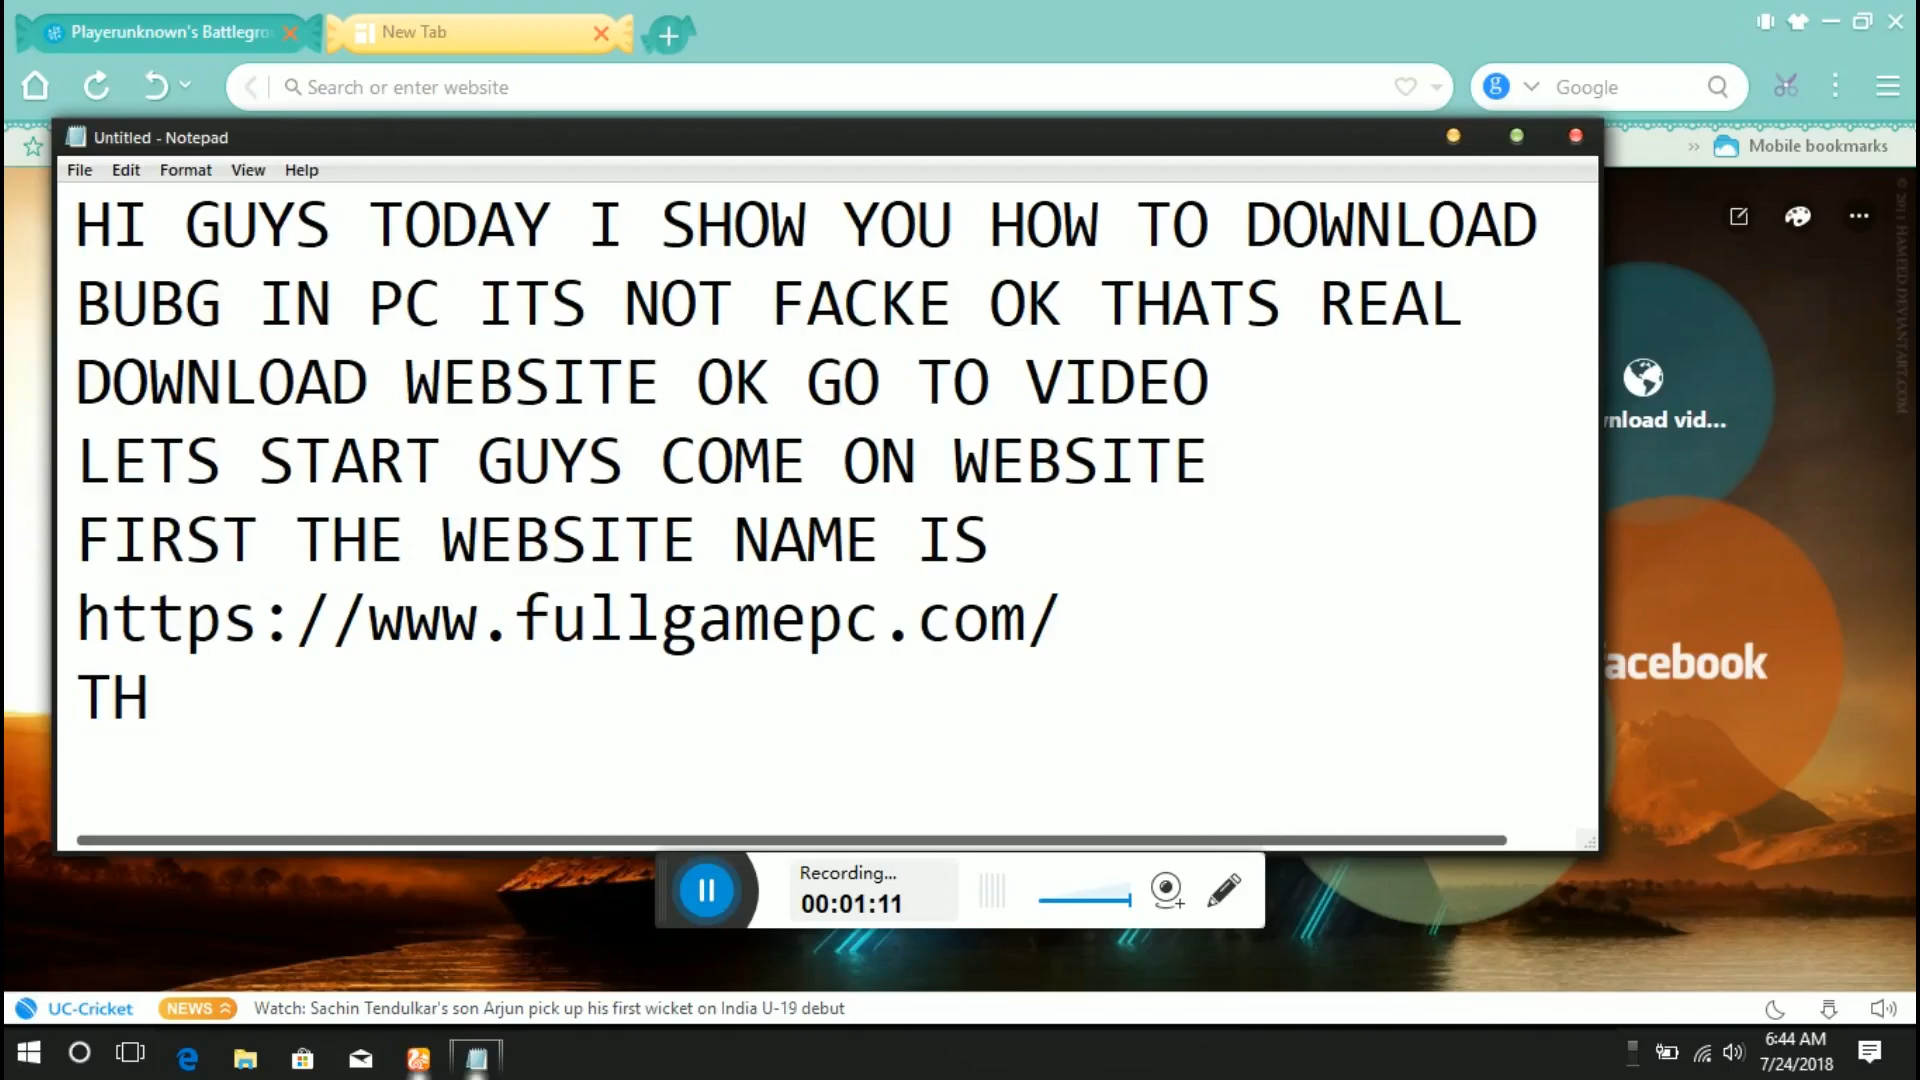 Playerunknown's Battlegro
New Tab
Search or enter website
Google
Untitled - Notepad
Mobile bookmarks
File Edit Format View Help
HI GUYS TODAY I SHOW YOU HOW TO DOWNLOAD
BUBG IN PC ITS NOT FACKE OK THATS REAL
DOWNLOAD WEBSITE OK GO TO VIDEO
LETS START GUYS COME ON WEBSITE
FIRST THE WEBSITE NAME IS
https://www.fullgamepc.com/
TH
nload vid...
acebook
Recording...
00:01:11
UC-Cricket NEWS Watch: Sachin Tendulkar's son Arjun pick up his first wicket on India U-19 debut
6:44 AM
7/24/2018